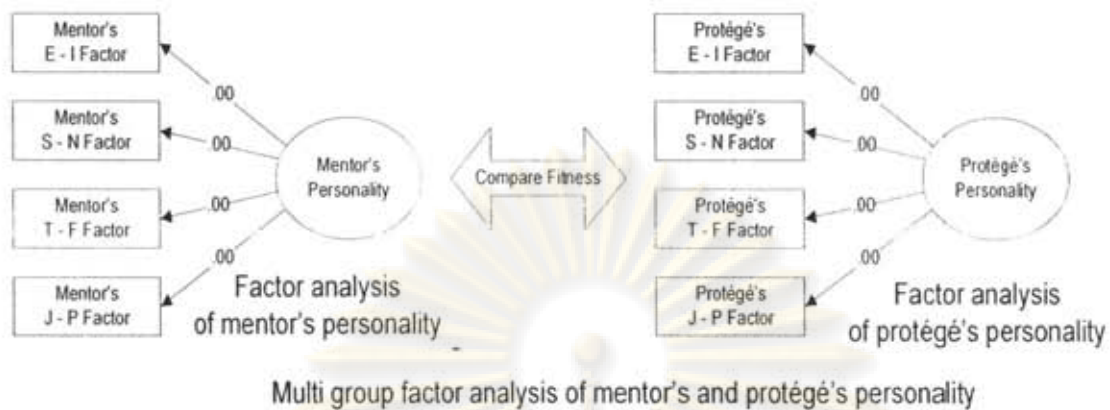 Mentor's
E - I Factor
.00
Mentor's
S - N Factor
.00
Mentor's
Personality
Mentor's
T - F Factor
.00
Mentor's
J - P Factor
.00
Factor analysis
of mentor's personality
Compare Fitness
Protégé's
E - I Factor
.00
Protégé's
S - N Factor
.00
Protégé's
Personality
Protégé's
T - F Factor
.00
Protégé's
J - P Factor
.00
Factor analysis
of protégé's personality
Multi group factor analysis of mentor's and protégé's personality